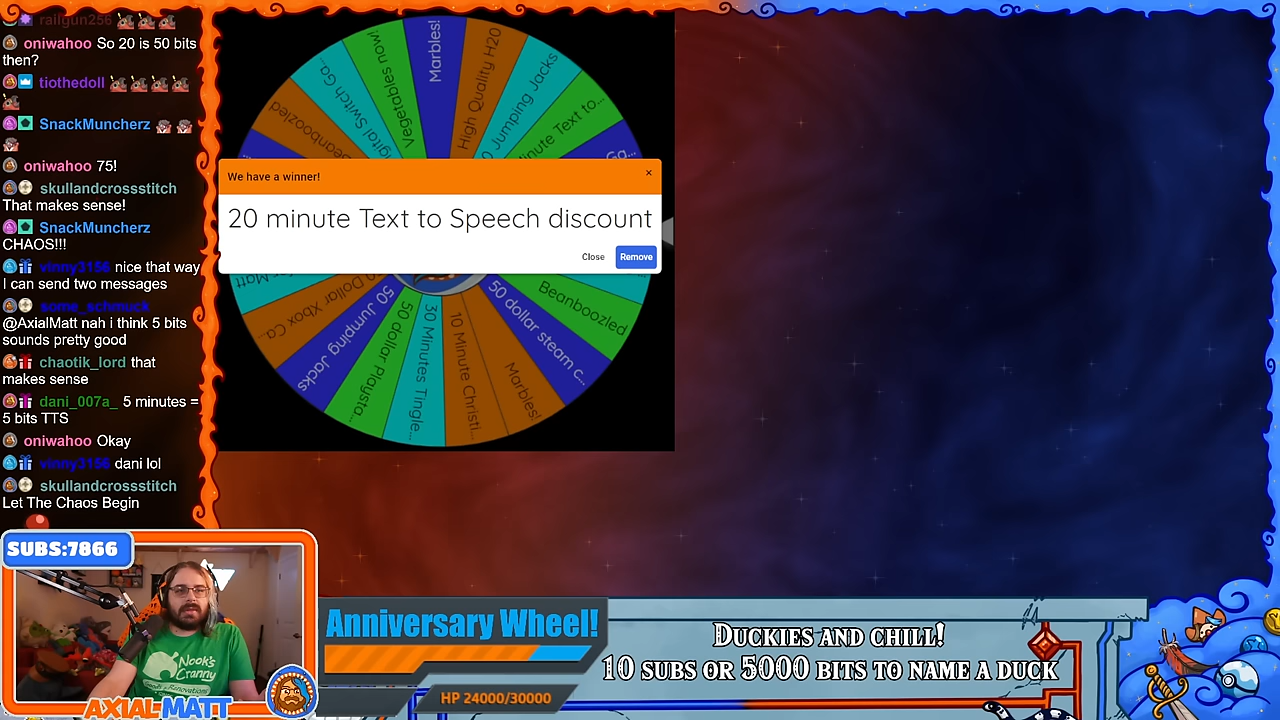 railgun256
oniwahoo So 20 is 50 bits
then?
tiothedoll
SnackMuncherz
oniwahoo 75!
skullandcrossstitch
That makes sense!
SnackMuncherz
CHAOS!!!
vinny3156 nice that way
I can send two messages
some_schmuck
@AxialMatt nah i think 5 bits
sounds pretty good
chaotik_lord that
makes sense
dani_007a_ 5 minutes =
5 bits TTS
oniwahoo Okay
vinny3156 dani lol
skullandcrossstitch
Let The Chaos Begin
Beanboozled
Digital Switch Ga...
Vegetables now!
Marbles!
High Quality H20
Jumping Jacks
minute Text to...
Ga...
We have a winner!
×
20 minute Text to Speech discount
Close
Remove
Matt
Dollar Xbox Ca...
50 Jumping Jacks
50 dollar Playsta...
30 Minutes Tingle...
10 Minute Christi...
Marbles!
50 dollar steam c...
Beanboozled
SUBS:7866
Nook's
Cranny
AXIALMATT
Anniversary Wheel!
HP 24000/30000
DUCKIES AND CHILL!
10 SUBS OR 5000 BITS TO NAME A DUCK